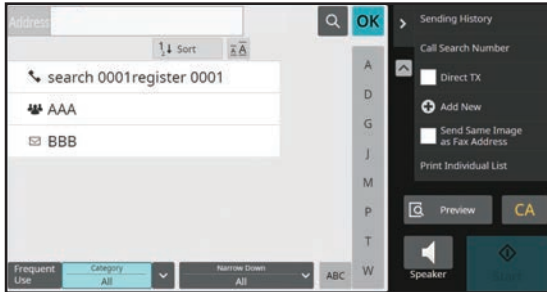 Address
OK
Sort
A A
search 0001register 0001
AAA
BBB
A
D
G
J
M
P
T
W
Frequent Use
Category
All
Narrow Down
All
ABC
Sending History
Call Search Number
Direct TX
Add New
Send Same Image
as Fax Address
Print Individual List
Preview
CA
Speaker
Start